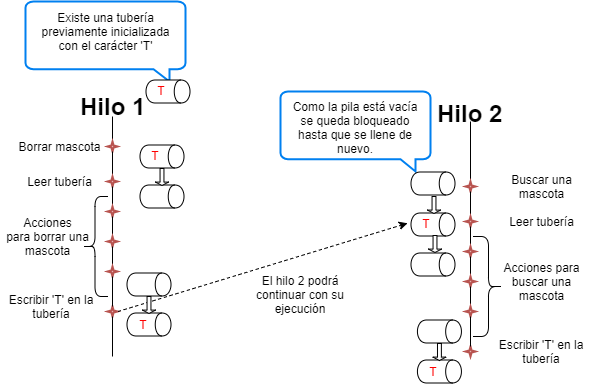 Existe una tubería
previamente inicializada
con el carácter 'T'
T
Hilo 1
Borrar mascota
T
Leer tubería
Acciones
para borrar una
mascota
Escribir 'T' en la
tubería
T
El hilo 2 podrá
continuar con su
ejecución
Como la pila está vacía
se queda bloqueado
hasta que se llene de
nuevo.
Hilo 2
Buscar una
mascota
T
Leer tubería
Acciones para
buscar una
mascota
Escribir 'T' en la
tubería
T